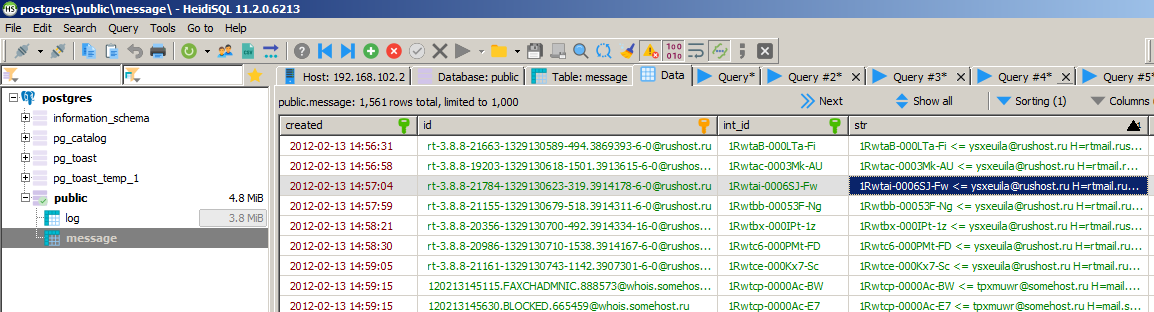 postgres\public\message\ - HeidiSQL 11.2.0.6213
File Edit Search Query Tools Go to Help
Host: 192.168.102.2 Database: public Table: message Data Query* Query #2* Query #3* Query #4* Query #5*
public.message: 1,561 rows total, limited to 1,000 Next Show all Sorting (1) Columns
postgres
information_schema
pg_catalog
pg_toast
pg_toast_temp_1
public 4.8 MiB
log 3.8 MiB
message
created id int_id str
2012-02-13 14:56:31 rt-3.8.8-21663-1329130589-494.3869393-6-0@rushost.ru 1RwtaB-000LTa-Fi 1RwtaB-000LTa-Fi <= ysxeuila@rushost.ru H=rtmail.rus...
2012-02-13 14:56:58 rt-3.8.8-19203-1329130618-1501.3913615-6-0@rusho... 1Rwtac-0003Mk-AU 1Rwtac-0003Mk-AU <= ysxeuila@rushost.ru H=rtmail.ru...
2012-02-13 14:57:04 rt-3.8.8-21784-1329130623-319.3914178-6-0@rushost.ru 1Rwtai-0006SJ-Fw 1Rwtai-0006SJ-Fw <= ysxeuila@rushost.ru H=rtmail.ru...
2012-02-13 14:57:59 rt-3.8.8-21155-1329130679-518.3914311-6-0@rushost.ru 1Rwtbb-00053F-Ng 1Rwtbb-00053F-Ng <= ysxeuila@rushost.ru H=rtmail.ru...
2012-02-13 14:58:21 rt-3.8.8-20356-1329130700-492.3914334-16-0@rusho... 1Rwtbx-000IPt-1z 1Rwtbx-000IPt-1z <= ysxeuila@rushost.ru H=rtmail.ru...
2012-02-13 14:58:30 rt-3.8.8-20986-1329130710-1538.3914167-6-0@rusho... 1Rwtc6-000PMt-FD 1Rwtc6-000PMt-FD <= ysxeuila@rushost.ru H=rtmail.ru...
2012-02-13 14:59:05 rt-3.8.8-21161-1329130743-1142.3907301-6-0@rushos... 1Rwtce-000Kx7-Sc 1Rwtce-000Kx7-Sc <= ysxeuila@rushost.ru H=rtmail.ru...
2012-02-13 14:59:15 120213145115.FAXCHADMNIC.888573@whois.somehos... 1Rwtcp-0000Ac-BW 1Rwtcp-0000Ac-BW <= tpxmuwr@somehost.ru H=mail.s...
2012-02-13 14:59:15 120213145630.BLOCKED.665459@whois.somehost.ru 1Rwtcp-0000Ac-E7 1Rwtcp-0000Ac-E7 <= tpxmuwr@somehost.ru H=mail.so...